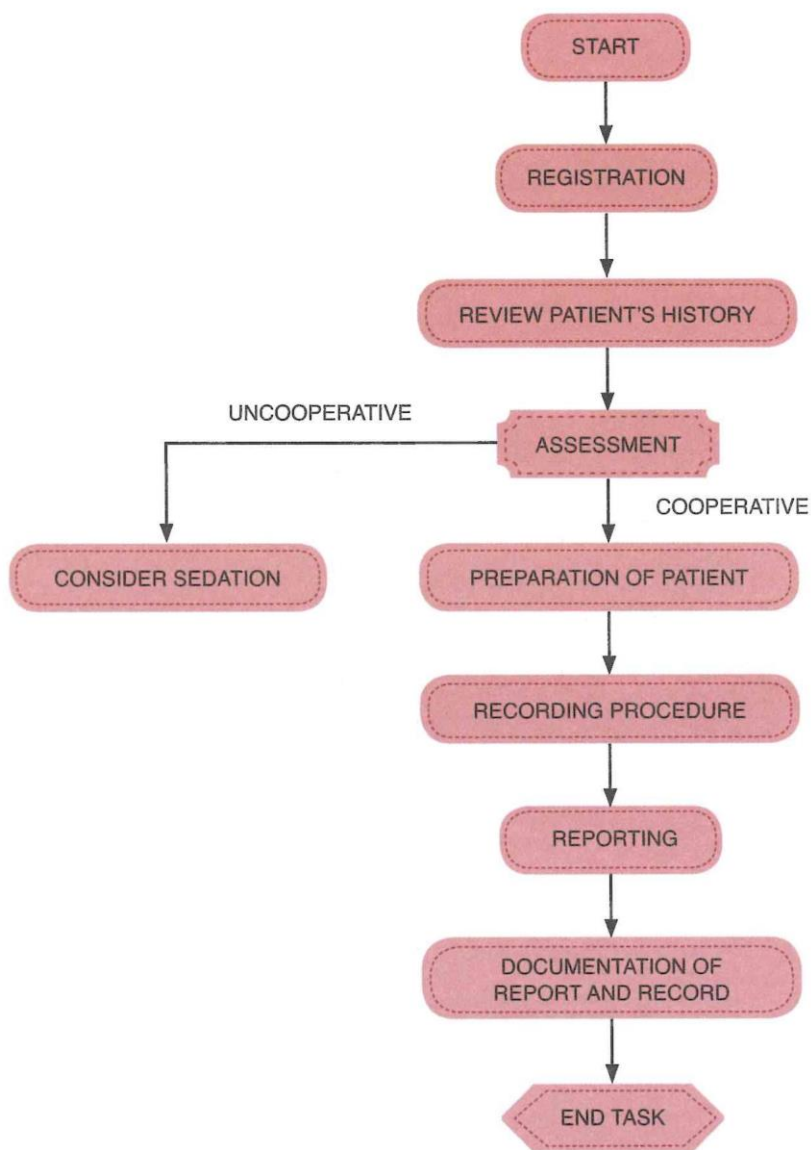 START
REGISTRATION
REVIEW PATIENT'S HISTORY
UNCOOPERATIVE
ASSESSMENT
COOPERATIVE
CONSIDER SEDATION
PREPARATION OF PATIENT
RECORDING PROCEDURE
REPORTING
DOCUMENTATION OF
REPORT AND RECORD
END TASK